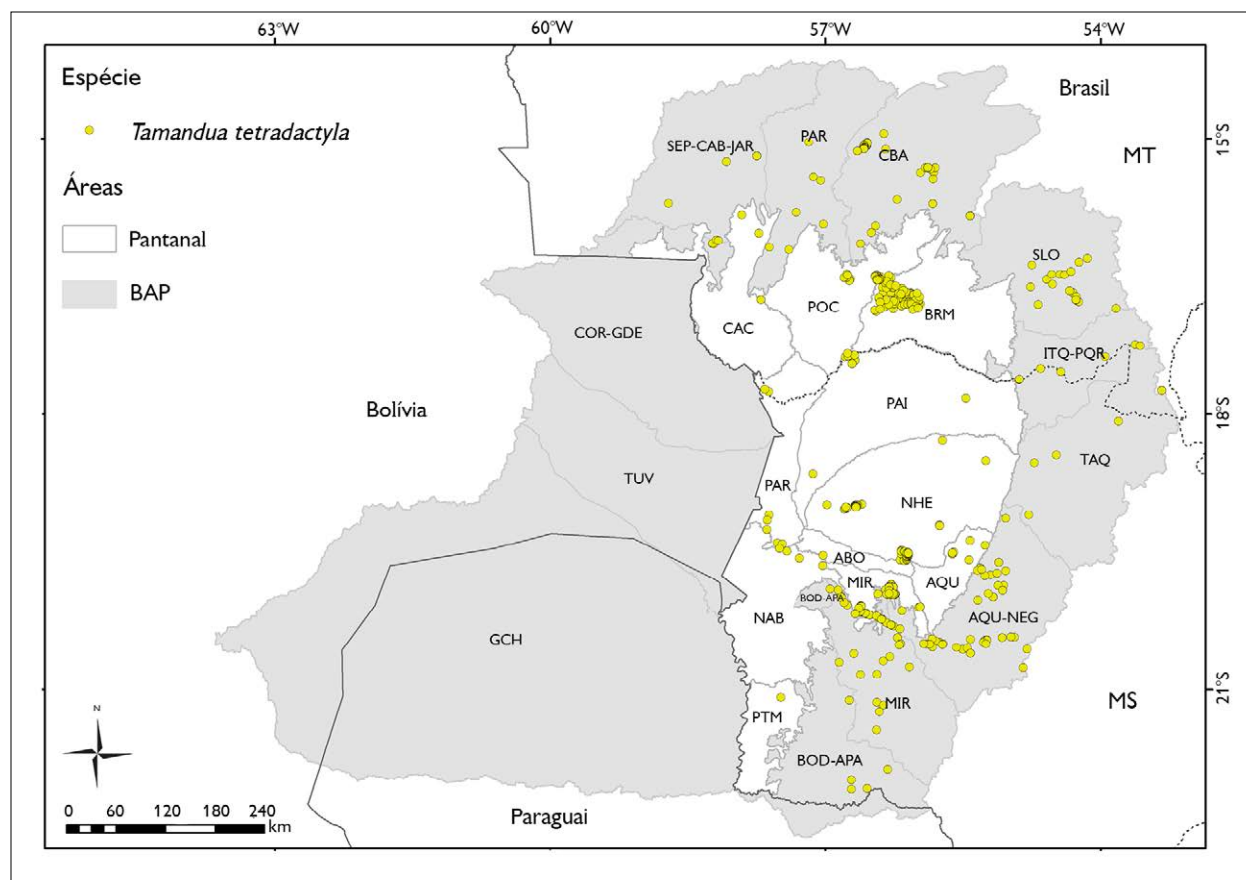 63°W 60°W 57°W 54°W
Espécie
Tamandua tetradactyla
Áreas
Pantanal
BAP
Brasil
MT
15°S
SEP-CAB-JAR
PAR
CBA
SLO
POC
BRM
CAC
COR-GDE
ITQ-PQR
Bolívia
PAI
18°S
TAQ
TUV
PAR
NHE
ABO
MIR
AQU
BOD-APA
NAB
AQU-NEG
GCH
MS
21°S
PTM
MIR
N
BOD-APA
0 60 120 180 240
km
Paraguai